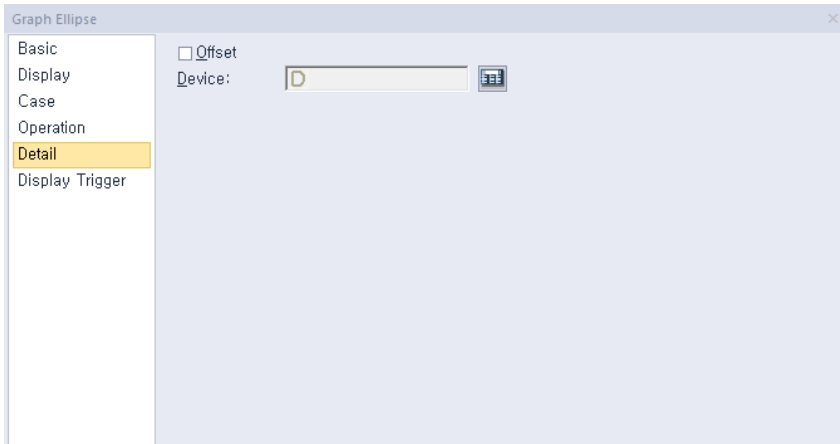 Graph Ellipse
Basic
Display
Case
Operation
Detail
Display Trigger
Offset
Device: D